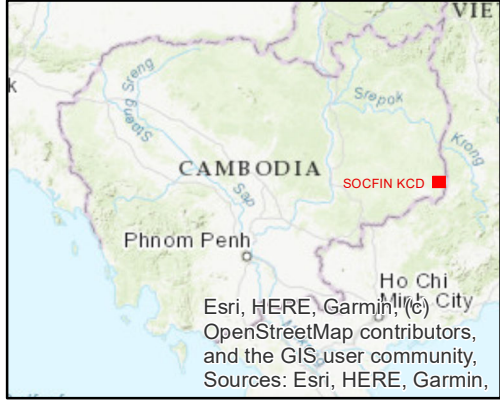 VIE
k
Stoeng Sreng
Srepok
Krong
CAMBODIA
SOCFIN KCD
Sap
Phnom Penh
Ho Chi
Minh City
Esri, HERE, Garmin, (c)
OpenStreetMap contributors,
and the GIS user community,
Sources: Esri, HERE, Garmin,